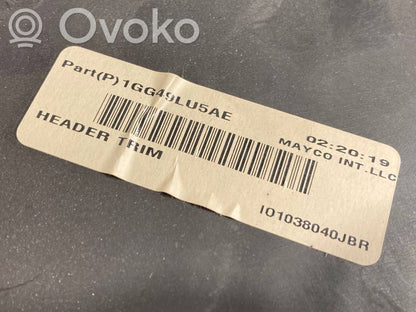 Ovoko
Part(P) 1GG49LU5AE
02:20:19
MAYCO INT.LLC
HEADER TRIM
I01038040JBR